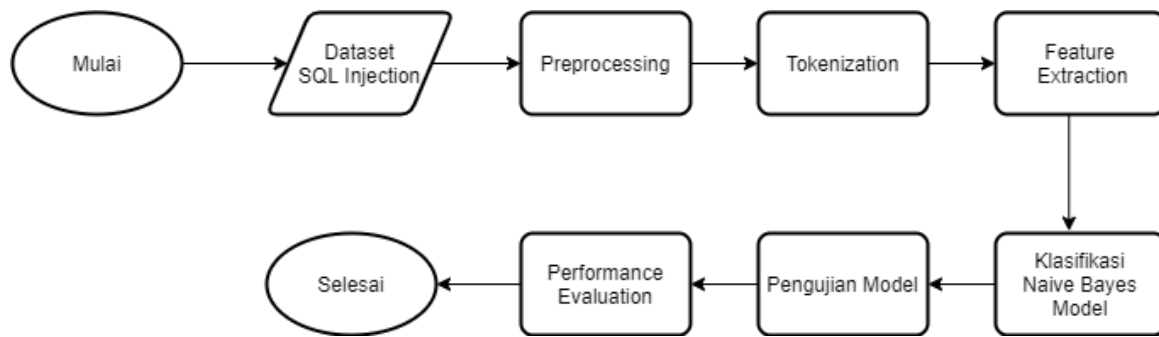 Mulai
Dataset
SQL Injection
Preprocessing
Tokenization
Feature
Extraction
Klasifikasi
Naive Bayes
Model
Pengujian Model
Performance
Evaluation
Selesai